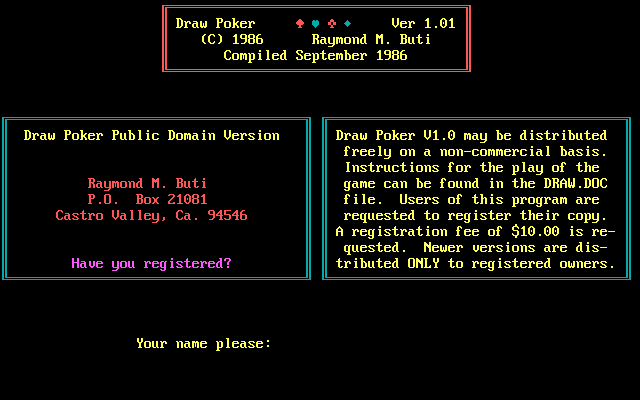 Draw Poker ♠ ♥ ♣ ♦ Ver 1.01
(C) 1986 Raymond M. Buti
Compiled September 1986
Draw Poker Public Domain Version
Raymond M. Buti
P.O. Box 21081
Castro Valley, Ca. 94546
Have you registered?
Draw Poker V1.0 may be distributed
freely on a non-commercial basis.
Instructions for the play of the
game can be found in the DRAW.DOC
file. Users of this program are
requested to register their copy.
A registration fee of $10.00 is re-
quested. Newer versions are dis-
tributed ONLY to registered owners.
Your name please: